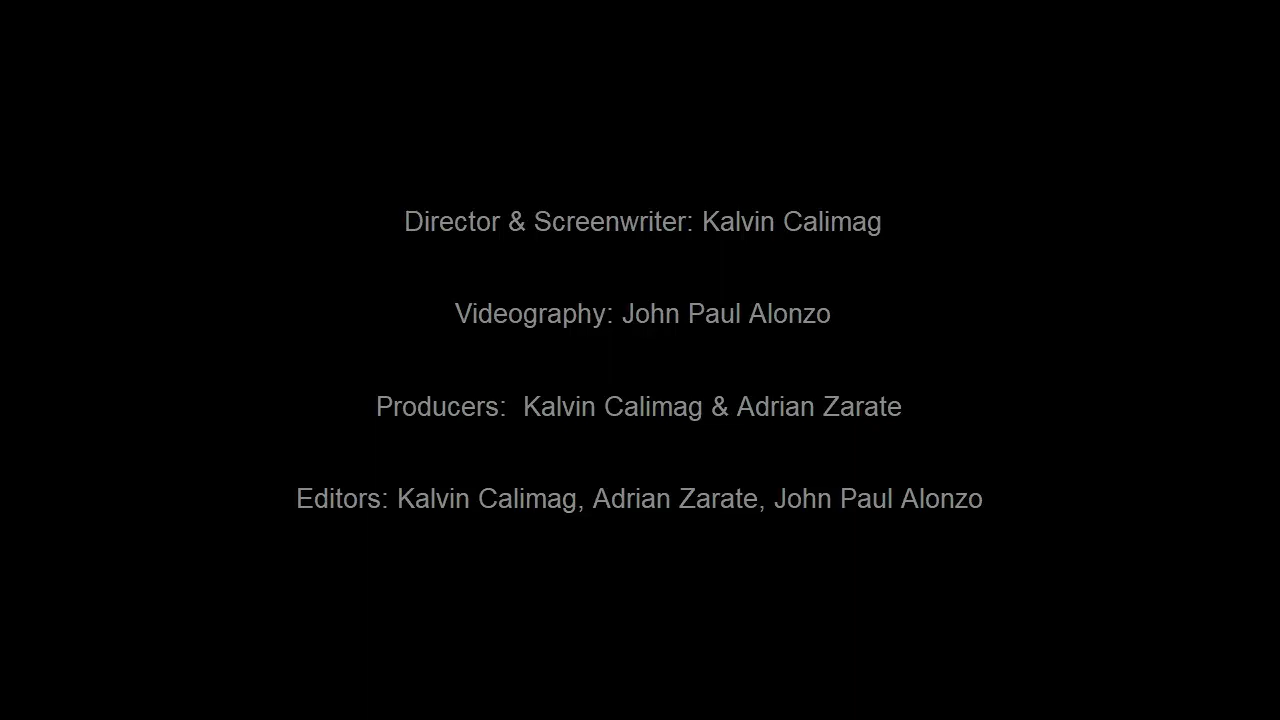 Director & Screenwriter: Kalvin Calimag
Videography: John Paul Alonzo
Producers:  Kalvin Calimag & Adrian Zarate
Editors: Kalvin Calimag, Adrian Zarate, John Paul Alonzo